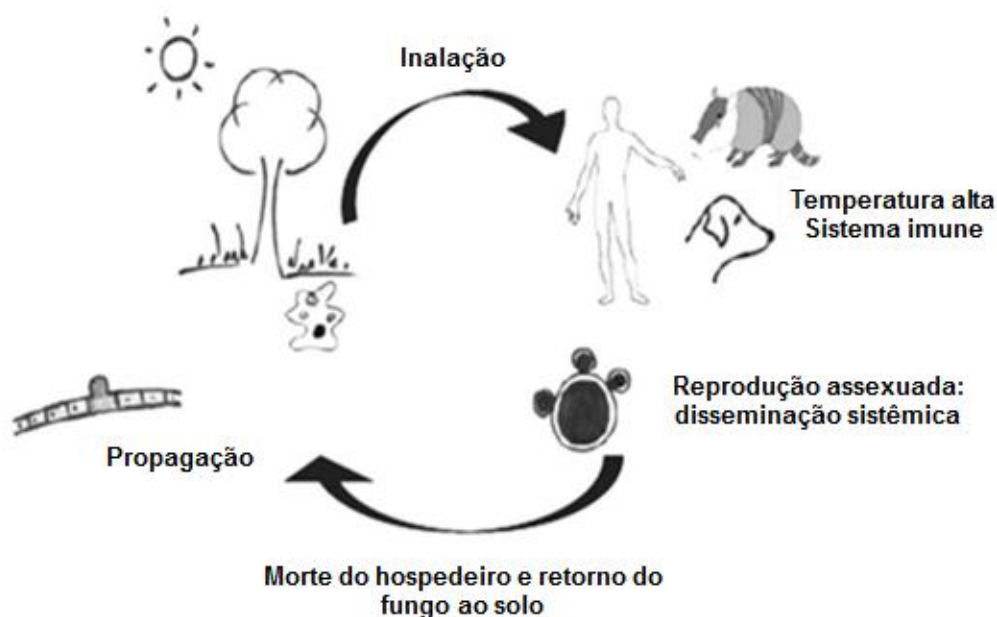 Inalação
Temperatura alta
Sistema imune
Reprodução assexuada:
disseminação sistêmica
Propagação
Morte do hospedeiro e retorno do
fungo ao solo